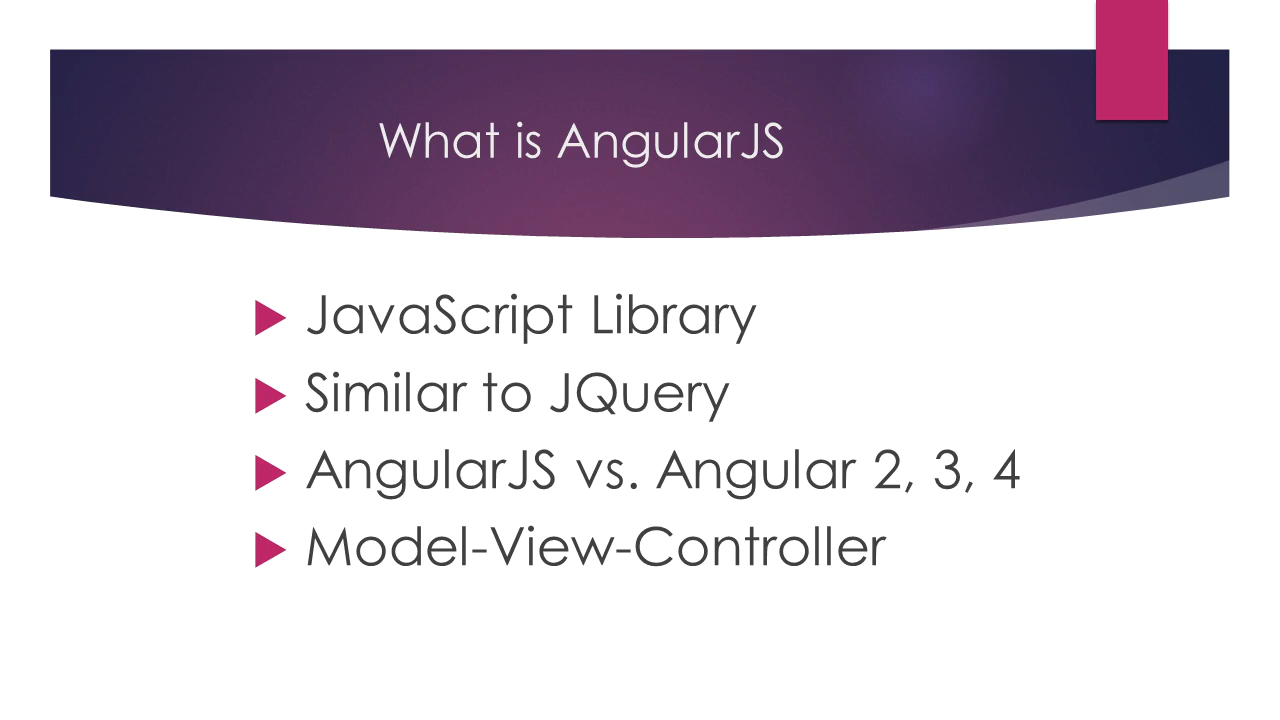 What is AngularJS
JavaScript Library
Similar to JQuery
AngularJS vs. Angular 2, 3, 4
Model-View-Controller